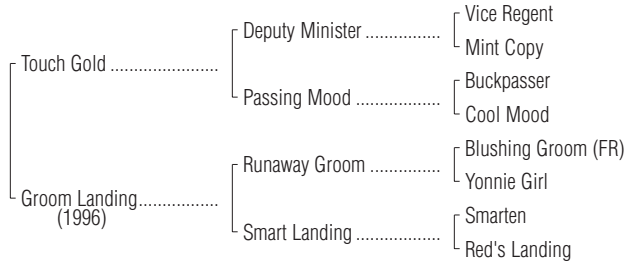 Vice Regent
Deputy Minister .................
Mint Copy
Touch Gold ........................
Buckpasser
Passing Mood ...................
Cool Mood
Blushing Groom (FR)
Runaway Groom ................
Yonnie Girl
Groom Landing.................
(1996)
Smarten
Smart Landing ...................
Red's Landing